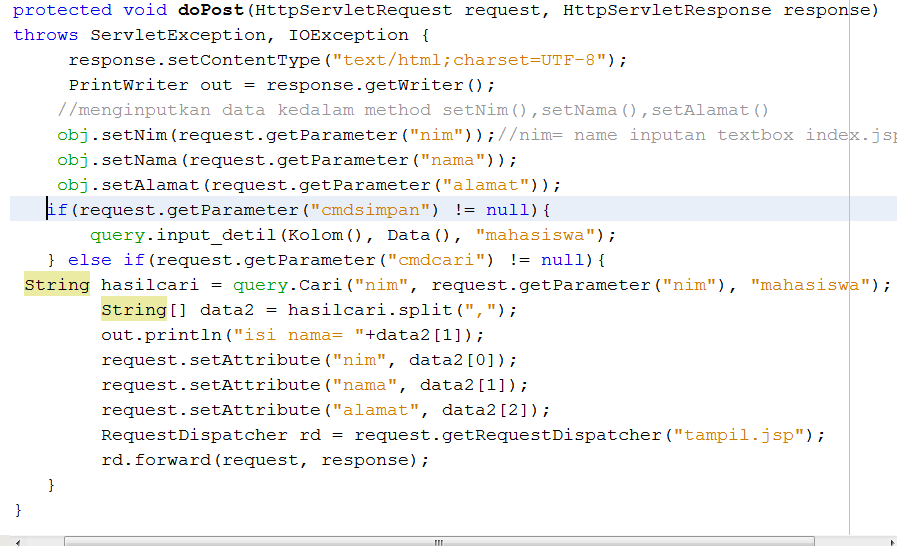 protected void doPost(HttpServletRequest request, HttpServletResponse response)
throws ServletException, IOException {
response.setContentType("text/html;charset=UTF-8");
PrintWriter out = response.getWriter();
//menginputkan data kedalam method setNim(),setNama(),setAlamat()
obj.setNim(request.getParameter("nim"));//nim= name inputan textbox index.jsp
obj.setNama(request.getParameter("nama"));
obj.setAlamat(request.getParameter("alamat"));
if(request.getParameter("cmdsimpan") != null){
query.input_detil(Kolom(), Data(), "mahasiswa");
} else if(request.getParameter("cmdcari") != null){
String hasilcari = query.Cari("nim", request.getParameter("nim"), "mahasiswa");
String[] data2 = hasilcari.split(",");
out.println("isi nama= "+data2[1]);
request.setAttribute("nim", data2[0]);
request.setAttribute("nama", data2[1]);
request.setAttribute("alamat", data2[2]);
RequestDispatcher rd = request.getRequestDispatcher("tampil.jsp");
rd.forward(request, response);
}
}